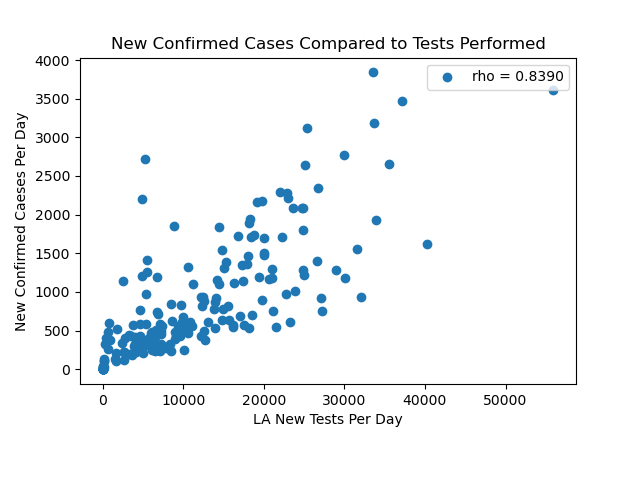 New Confirmed Cases Compared to Tests Performed
rho = 0.8390
New Confirmed Caeses Per Day
4000
3500
3000
2500
2000
1500
1000
500
0
0 10000 20000 30000 40000 50000
LA New Tests Per Day